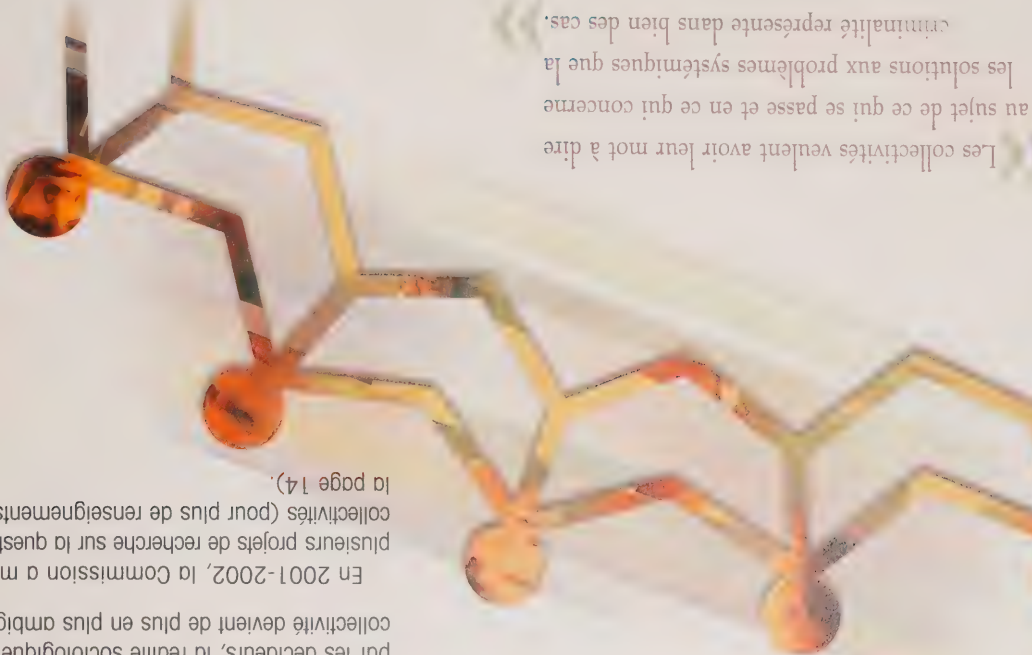 par les décideurs, la réalité sociologique
collectivité devient de plus en plus ambig
En 2001-2002, la Commission a m
plusieurs projets de recherche sur la quest
collectivités (pour plus de renseignements
la page 14).
« Les collectivités veulent avoir leur mot à dire
au sujet de ce qui se passe et en ce qui concerne
les solutions aux problèmes systémiques que la
criminalité représente dans bien des cas. »